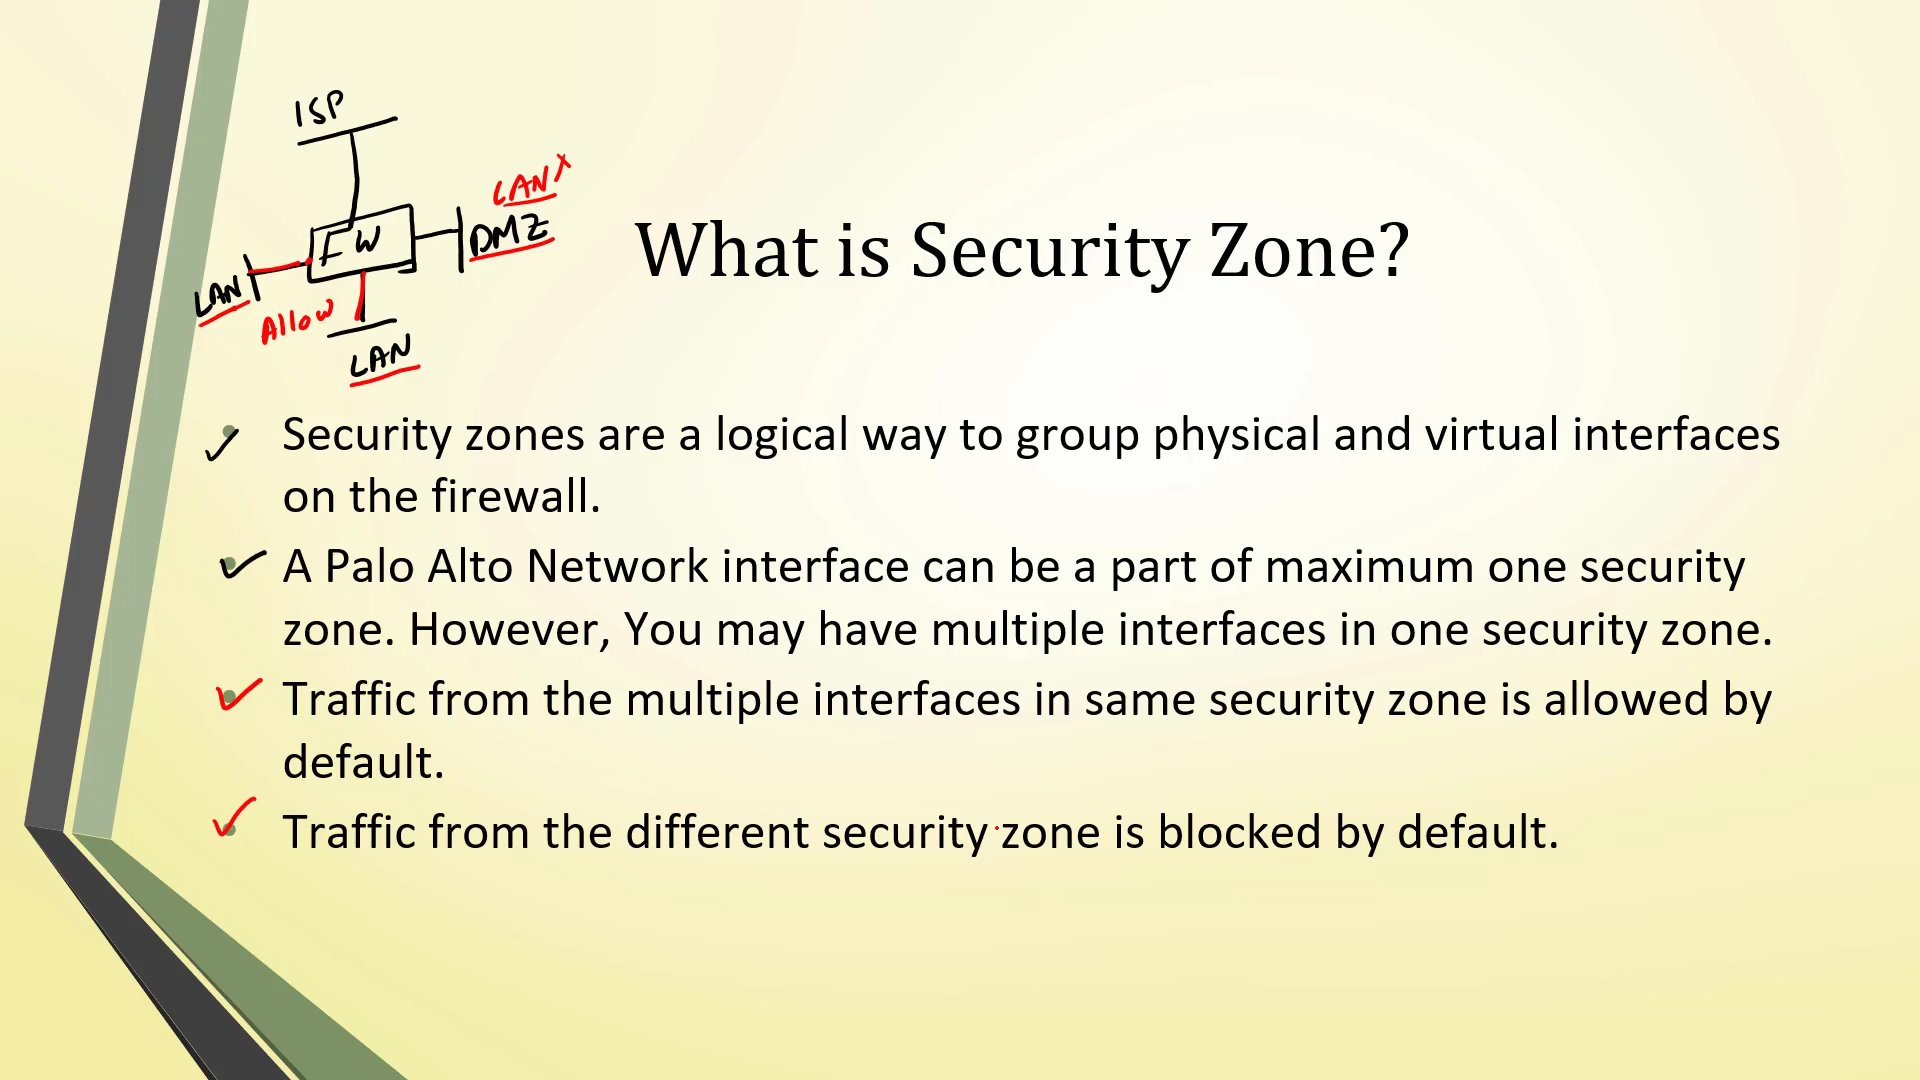 ISP
LAN X
DMZ
FW
LAN
Allow
LAN
What is Security Zone?
Security zones are a logical way to group physical and virtual interfaces
on the firewall.
A Palo Alto Network interface can be a part of maximum one security
zone. However, You may have multiple interfaces in one security zone.
Traffic from the multiple interfaces in same security zone is allowed by
default.
Traffic from the different security zone is blocked by default.